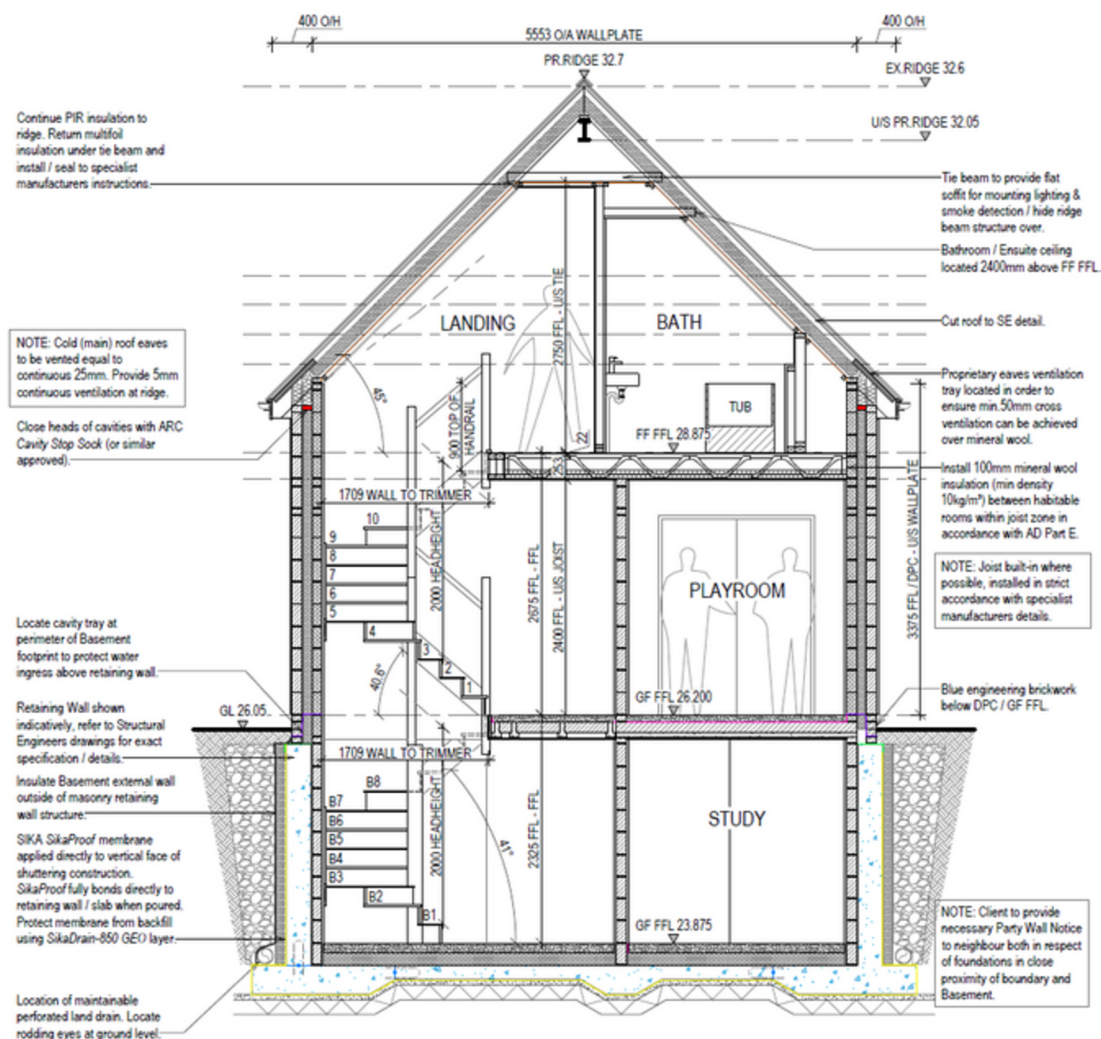 400 O/H
5553 O/A WALLPLATE
400 O/H
PR.RIDGE 32.7
EX.RIDGE 32.6
U/S PR.RIDGE 32.05
Continue PIR insulation to
ridge. Return multifoil
insulation under tie beam and
install / seal to specialist
manufacturers instructions.
Tie beam to provide flat
soffit for mounting lighting &
smoke detection / hide ridge
beam structure over.
Bathroom / Ensuite ceiling
located 2400mm above FF FFL.
Cut roof to SE detail.
LANDING
BATH
2750 FFL - U/S TIE
NOTE: Cold (main) roof eaves
to be vented equal to
continuous 25mm. Provide 5mm
continuous ventilation at ridge.
Close heads of cavities with ARC
Cavity Stop Sock (or similar
approved).
45°
900 TOP OF
HANDRAIL
TUB
22
253
FF FFL 28.875
Proprietary eaves ventilation
tray located in order to
ensure min.50mm cross
ventilation can be achieved
over mineral wool.
Install 100mm mineral wool
insulation (min density
10kg/m³) between habitable
rooms within joist zone in
accordance with AD Part E.
NOTE: Joist built-in where
possible, installed in strict
accordance with specialist
manufacturers details.
3375 FFL / DPC - U/S WALLPLATE
1709 WALL TO TRIMMER
10
9
8
7
6
5
4
3
2
1
2000 HEADHEIGHT
2675 FFL - FFL
2400 FFL - U/S JOIST
PLAYROOM
40.6°
GF FFL 26.200
Locate cavity tray at
perimeter of Basement
footprint to protect water
ingress above retaining wall.
GL 26.05
Retaining Wall shown
indicatively, refer to Structural
Engineers drawings for exact
specification / details.
Insulate Basement external wall
outside of masonry retaining
wall structure.
SIKA SikaProof membrane
applied directly to vertical face of
shuttering construction.
SikaProof fully bonds directly to
retaining wall / slab when poured.
Protect membrane from backfill
using SikaDrain-850 GEO layer.
Location of maintainable
perforated land drain. Locate
rodding eyes at ground level.
Blue engineering brickwork
below DPC / GF FFL.
1709 WALL TO TRIMMER
B8
B7
B6
B5
B4
B3
B2
B1
2000 HEADHEIGHT
41°
2325 FFL - FFL
STUDY
GF FFL 23.875
NOTE: Client to provide
necessary Party Wall Notice
to neighbour both in respect
of foundations in close
proximity of boundary and
Basement.